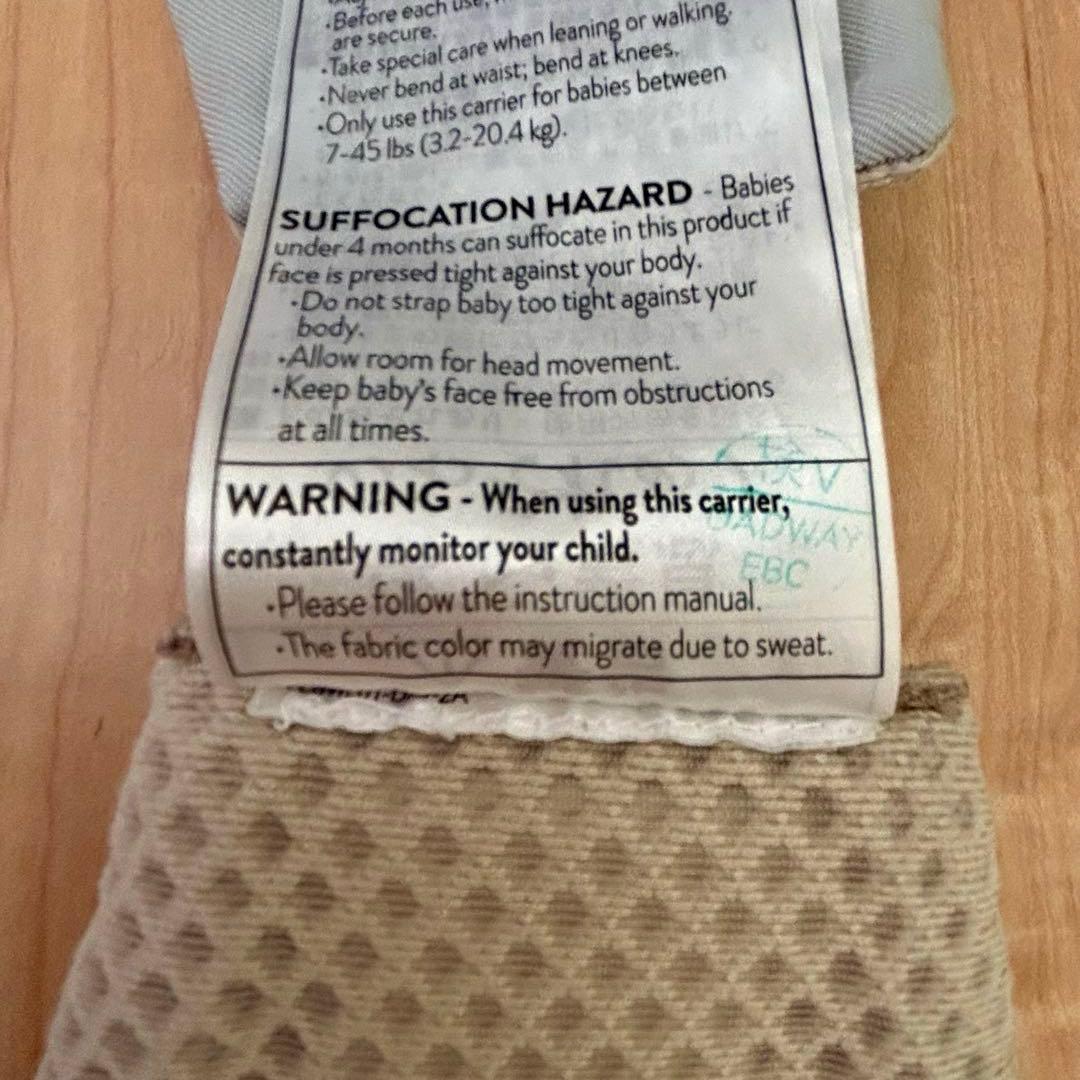 •Before each use,
are secure.
•Take special care when leaning or walking.
•Never bend at waist; bend at knees.
•Only use this carrier for babies between
7-45 lbs (3.2-20.4 kg).
SUFFOCATION HAZARD - Babies
under 4 months can suffocate in this product if
face is pressed tight against your body.
•Do not strap baby too tight against your
body.
•Allow room for head movement.
•Keep baby's face free from obstructions
at all times.
WARNING - When using this carrier,
constantly monitor your child.
•Please follow the instruction manual.
•The fabric color may migrate due to sweat.
EBC